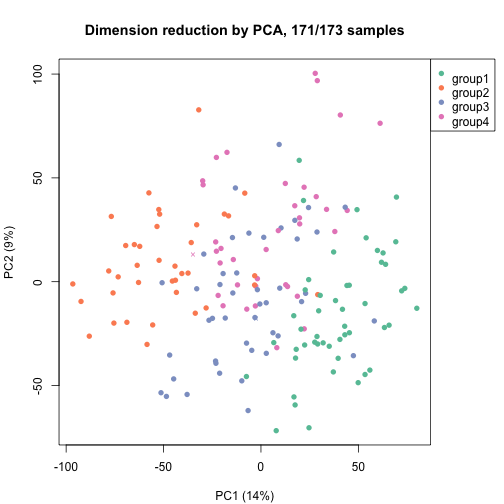 Dimension reduction by PCA, 171/173 samples
group1
group2
group3
group4
100
50
0
-50
PC2 (9%)
-100
-50
0
50
PC1 (14%)